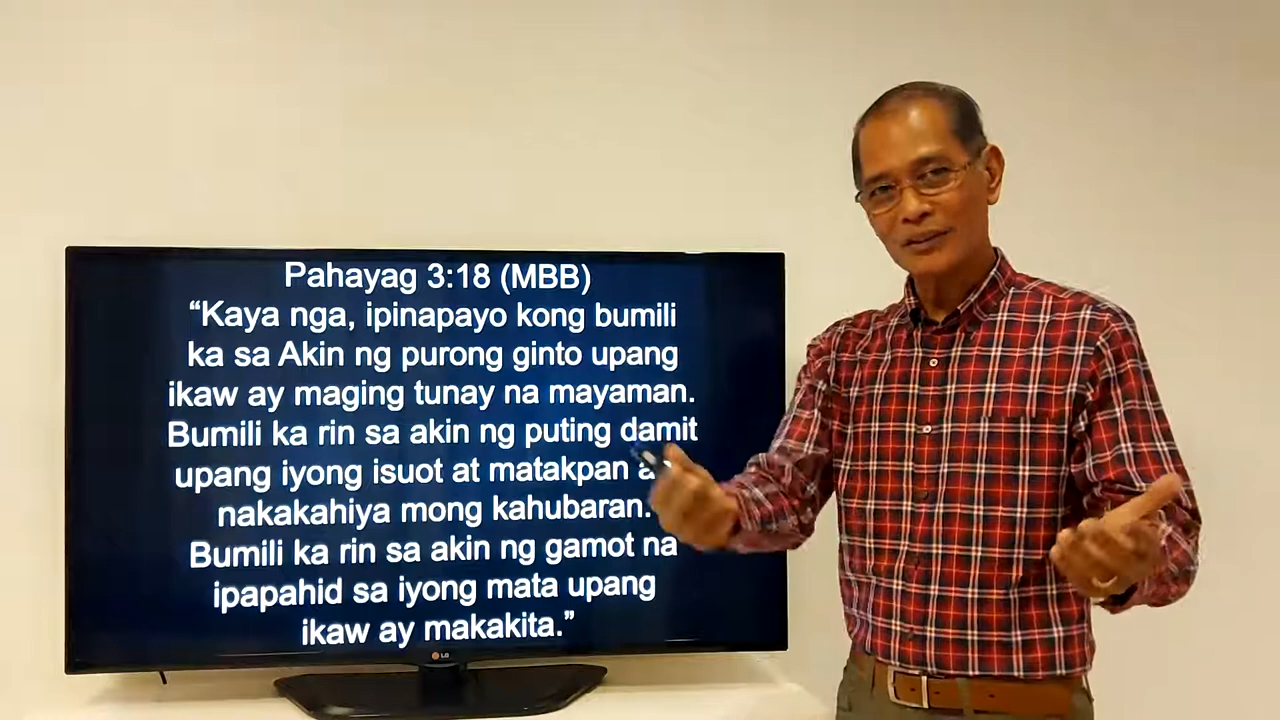 Pahayag 3:18 (MBB)
“Kaya nga, ipinapayo kong bumili
ka sa Akin ng purong ginto upang
ikaw ay maging tunay na mayaman.
Bumili ka rin sa akin ng puting damit
upang iyong isuot at matakpan
nakakahiya mong kahubaran.
Bumili ka rin sa akin ng gamot na
ipapahid sa iyong mata upang
ikaw ay makakita.”
LG